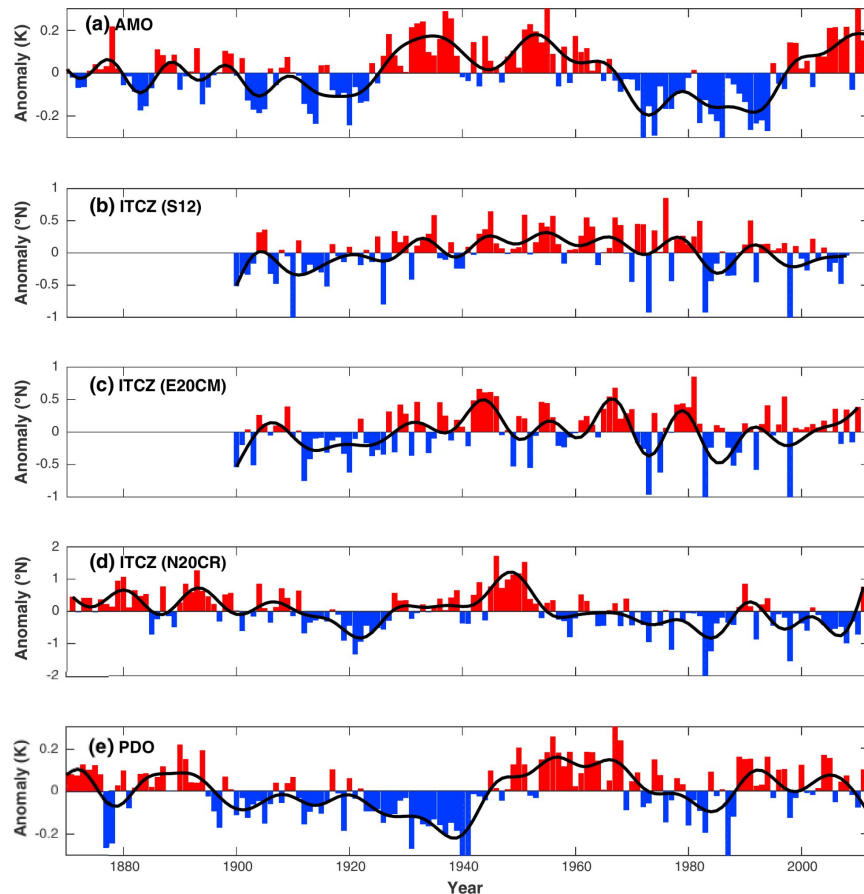 (a) AMO
Anomaly (K)
0.2
0
-0.2
(b) ITCZ (S12)
Anomaly (°N)
1
0.5
0
-0.5
-1
(c) ITCZ (E20CM)
Anomaly (°N)
1
0.5
0
-0.5
-1
(d) ITCZ (N20CR)
Anomaly (°N)
2
1
0
-1
-2
(e) PDO
Anomaly (K)
0.2
0
-0.2
1880 1900 1920 1940 1960 1980 2000
Year